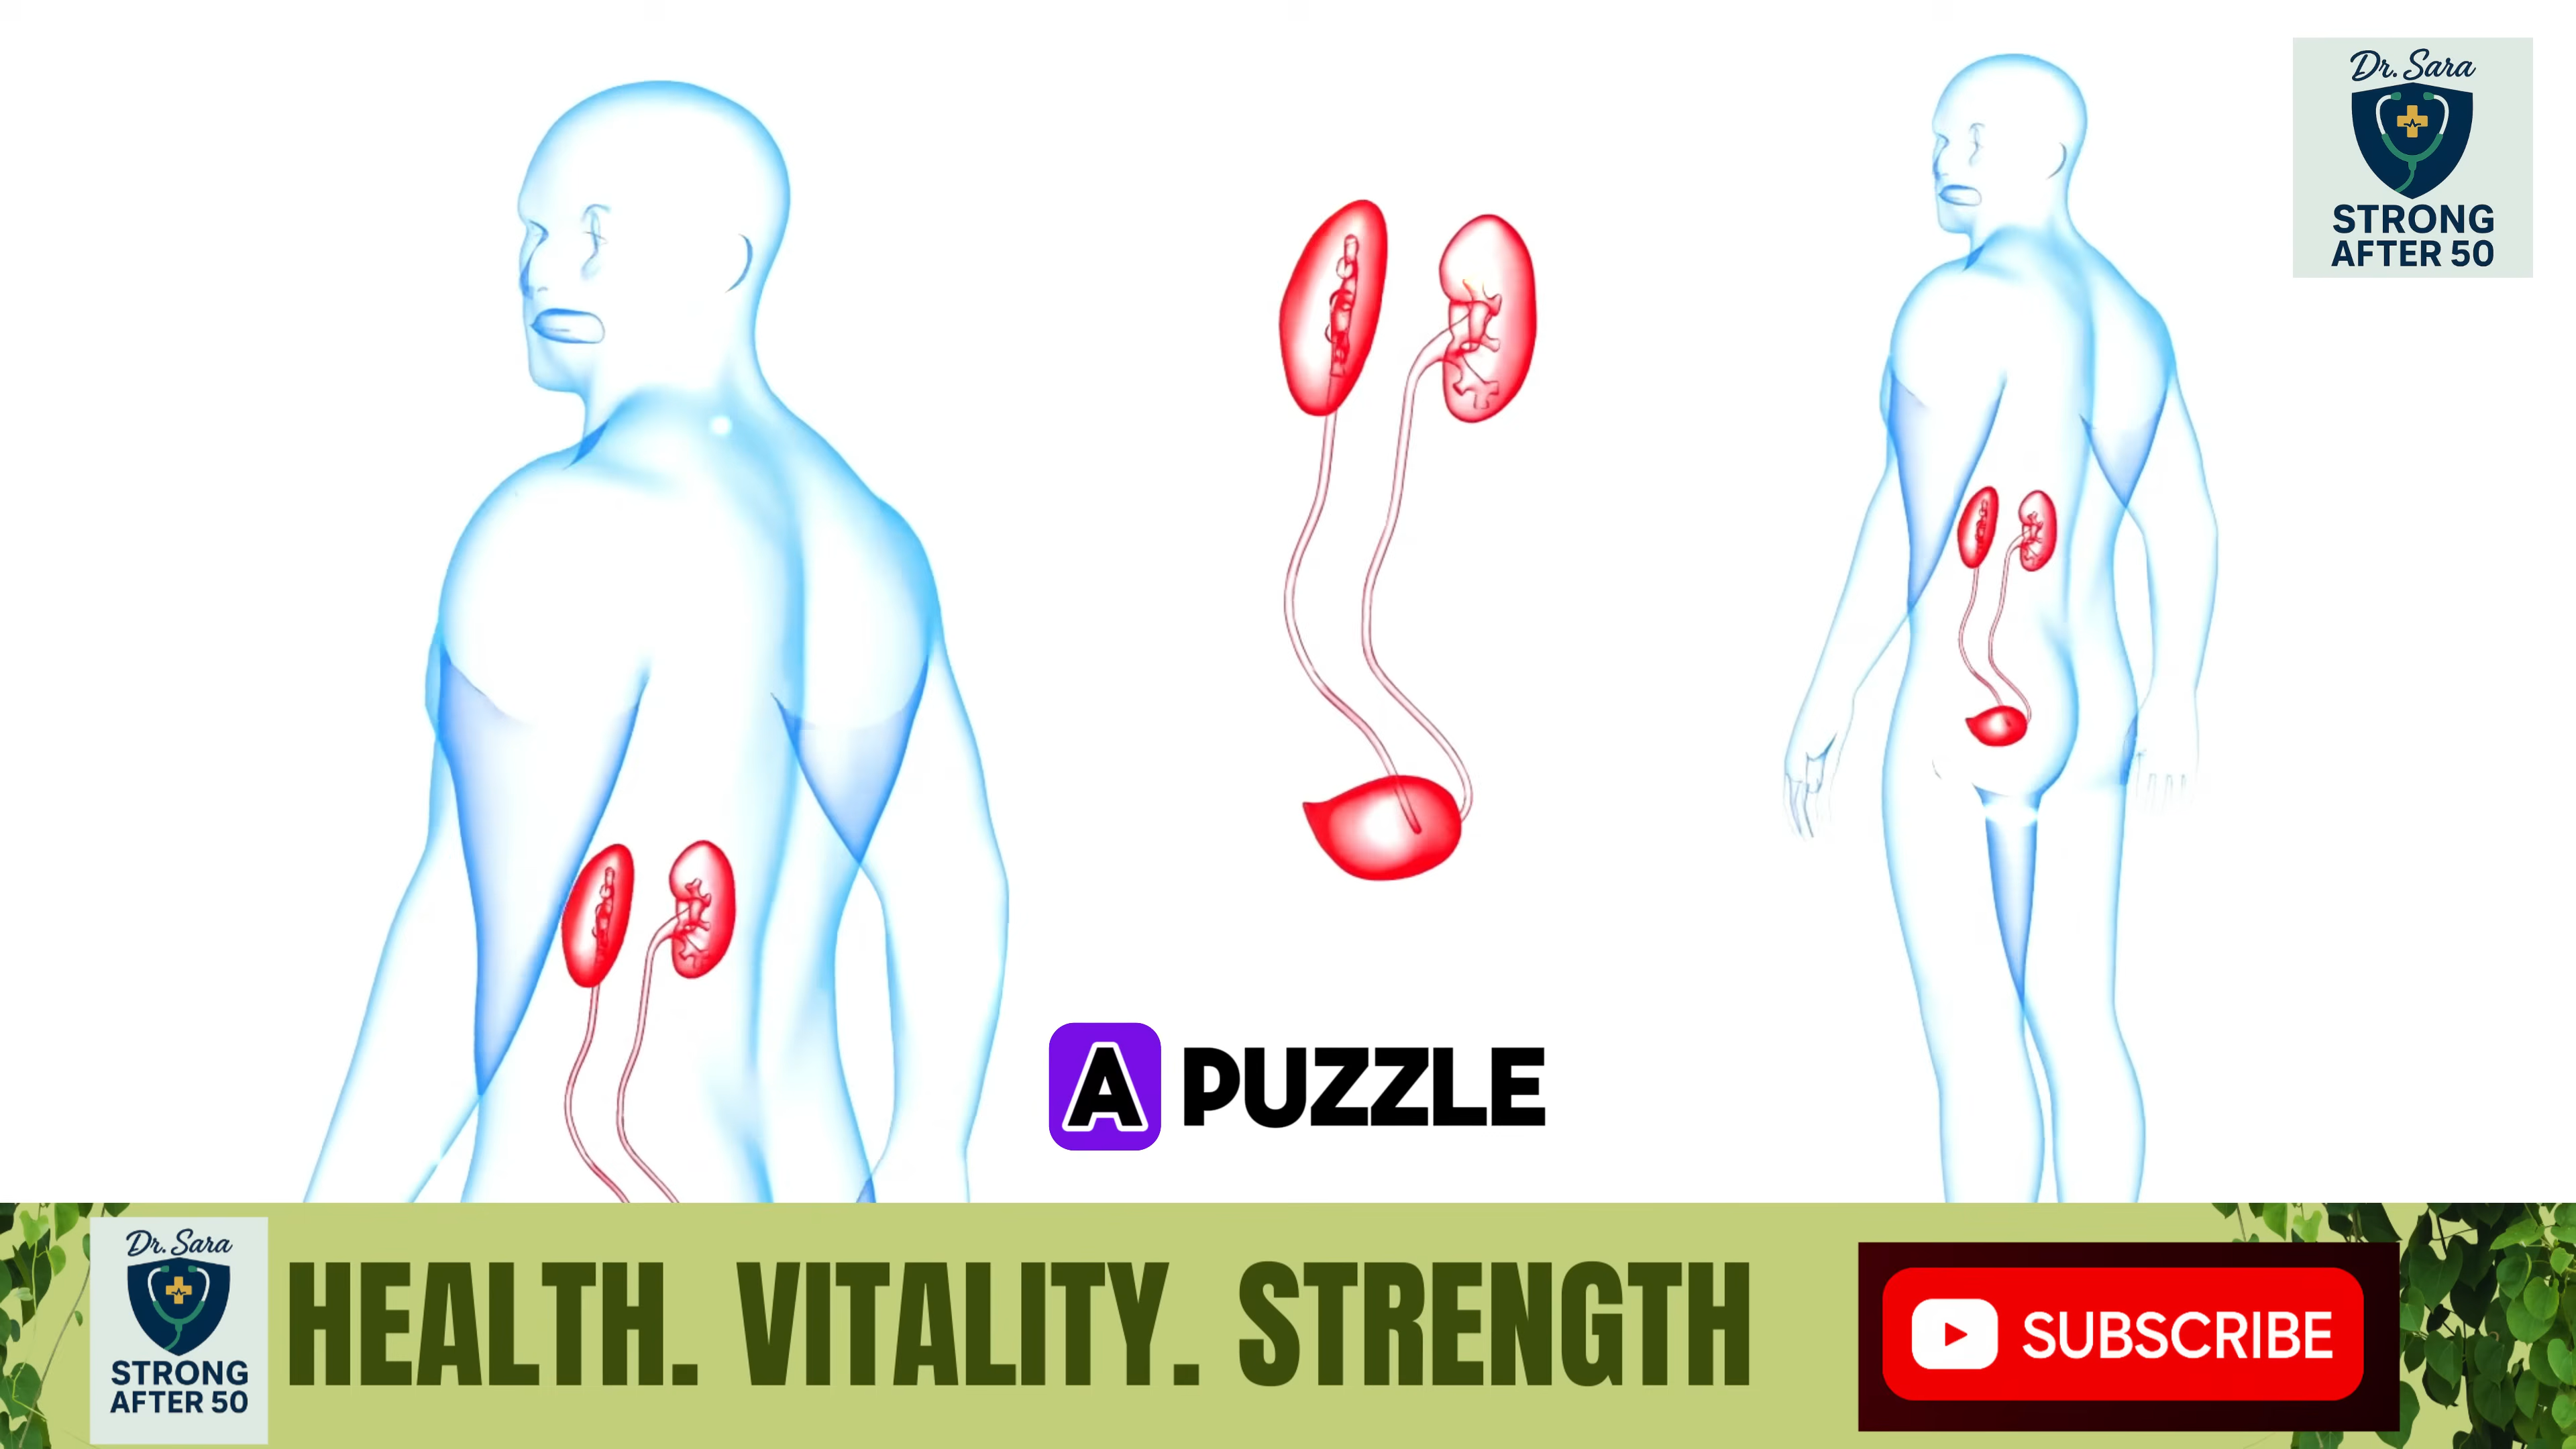 Dr. Sara
STRONG
AFTER 50
A PUZZLE
Dr. Sara
STRONG
AFTER 50
HEALTH. VITALITY. STRENGTH
SUBSCRIBE